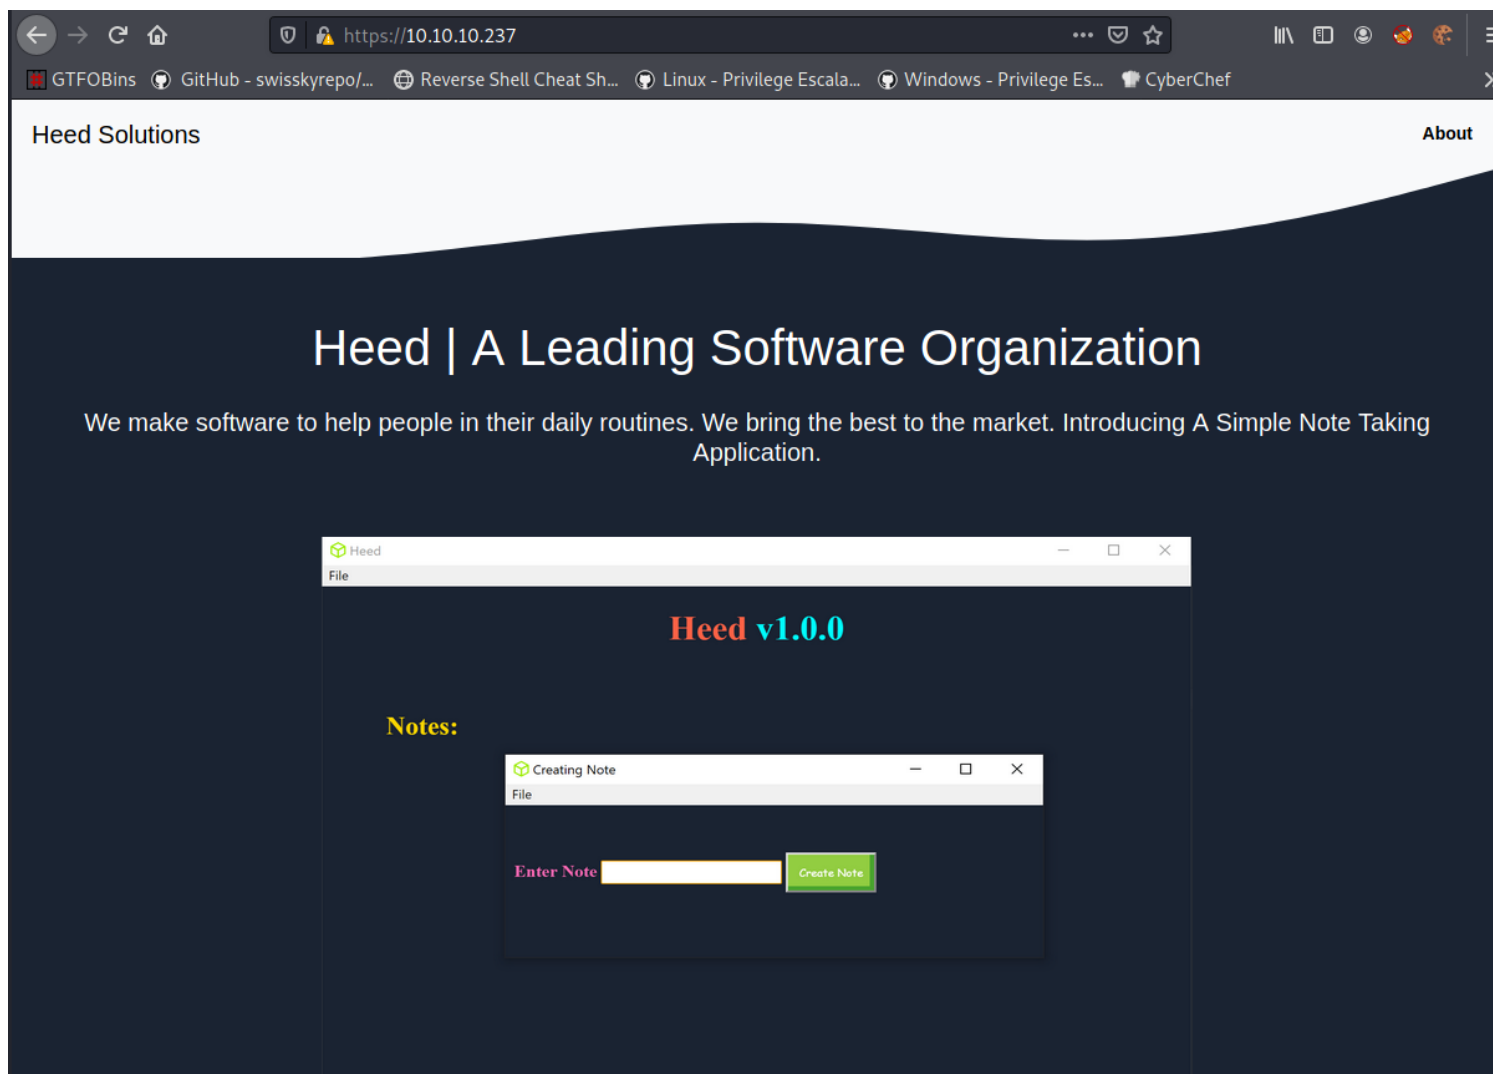 https://10.10.10.237
GTFOBins GitHub - swisskyrepo/... Reverse Shell Cheat Sh... Linux - Privilege Escala... Windows - Privilege Es... CyberChef
Heed Solutions About
Heed | A Leading Software Organization
We make software to help people in their daily routines. We bring the best to the market. Introducing A Simple Note Taking
Application.
Heed
File
Heed v1.0.0
Notes:
Creating Note
File
Enter Note Create Note